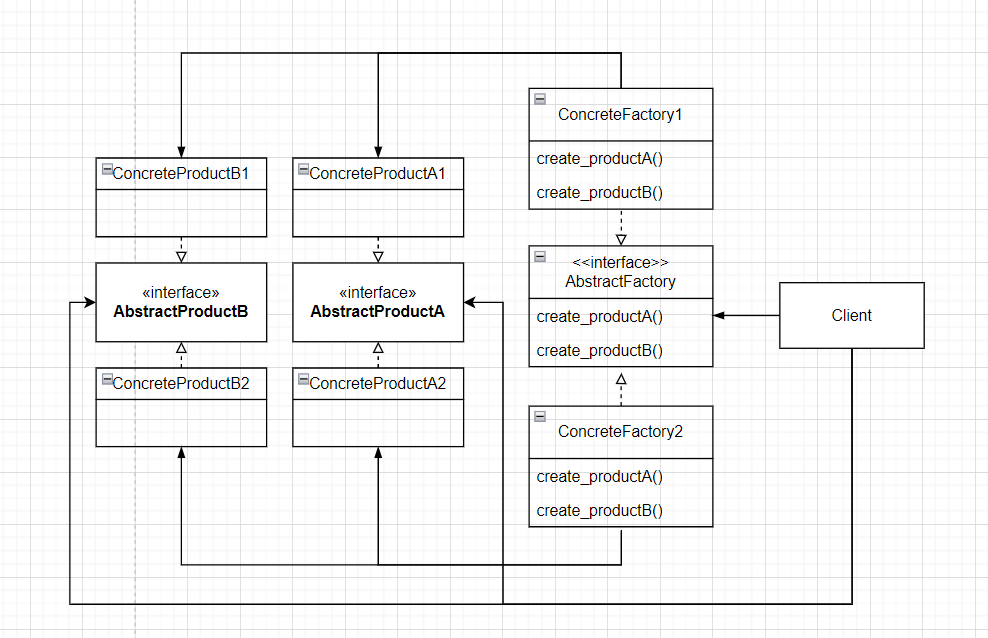 ConcreteFactory1
create_productA()
create_productB()
ConcreteProductB1
ConcreteProductA1
«interface»
AbstractProductB
«interface»
AbstractProductA
<<interface>>
AbstractFactory
create_productA()
create_productB()
Client
ConcreteProductB2
ConcreteProductA2
ConcreteFactory2
create_productA()
create_productB()